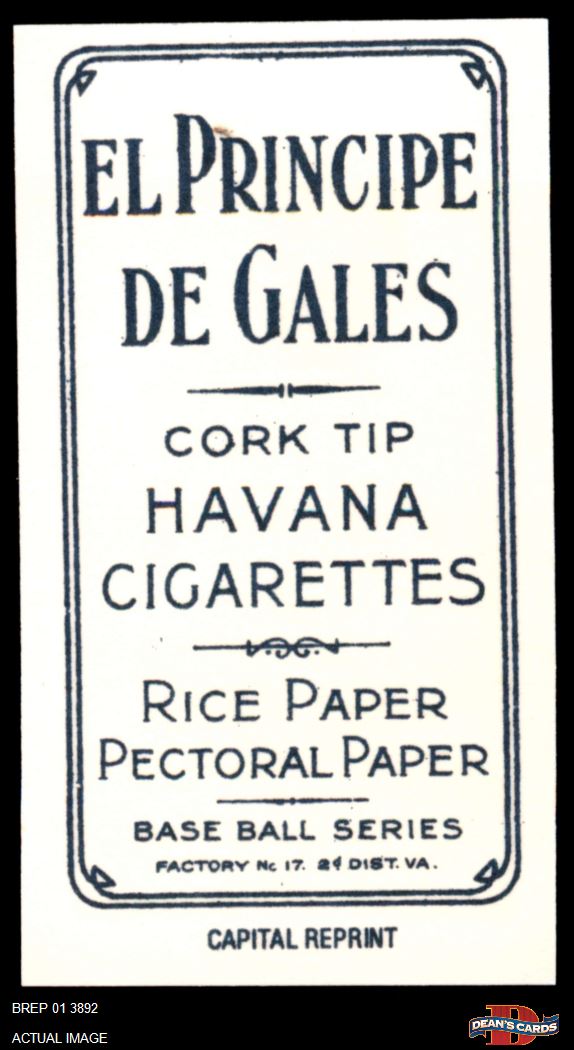 EL PRINCIPE
DE GALES
CORK TIP
HAVANA
CIGARETTES
RICE PAPER
PECTORAL PAPER
BASE BALL SERIES
FACTORY No 17. 2d DIST. VA.
CAPITAL REPRINT
BREP 01 3892
ACTUAL IMAGE
D
DEAN'S CARDS